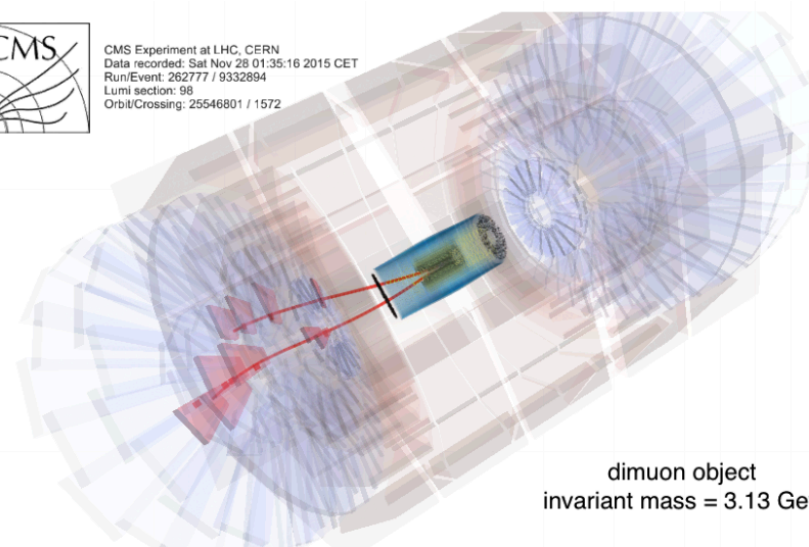 CMS
CMS Experiment at LHC, CERN
Data recorded: Sat Nov 28 01:35:16 2015 CET
Run/Event: 262777 / 9332894
Lumi section: 98
Orbit/Crossing: 25546801 / 1572
dimuon object
invariant mass = 3.13 Ge